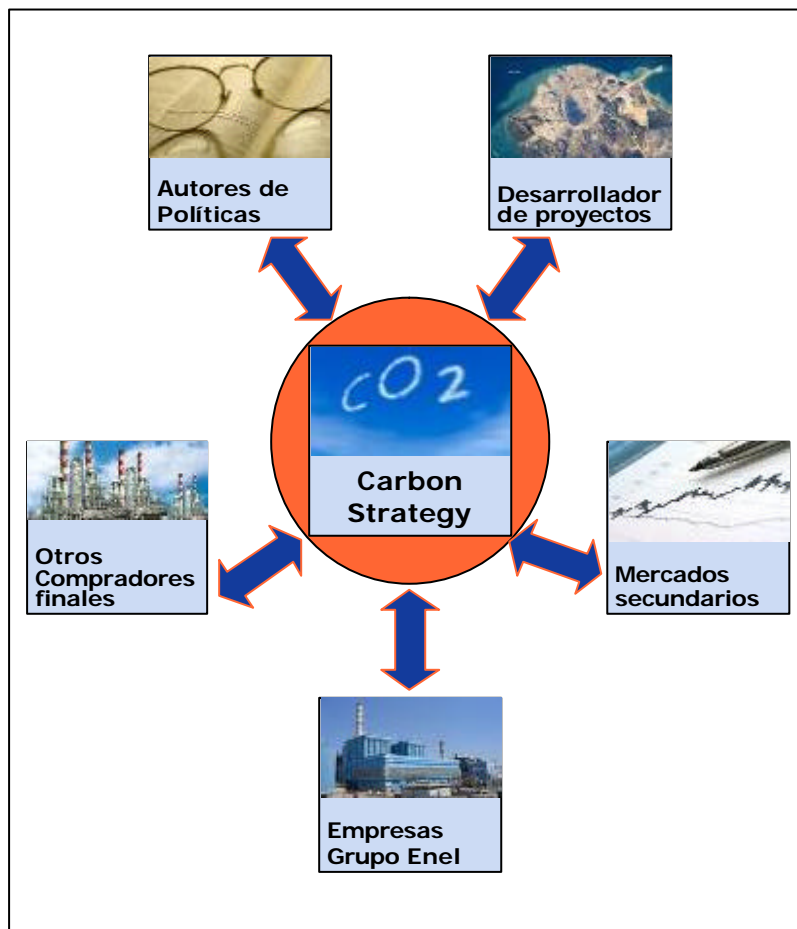 Autores de
Políticas
Desarrollador
de proyectos
CO2
Carbon
Strategy
Otros
Compradores
finales
Mercados
secundarios
Empresas
Grupo Enel